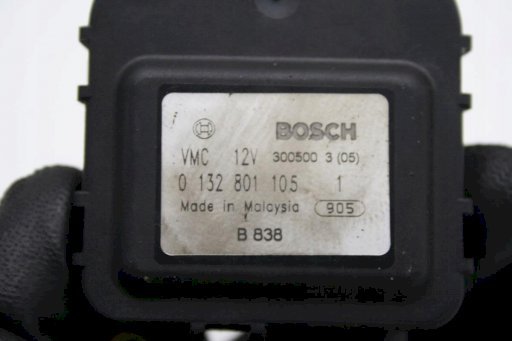 BOSCH
VMC 12V 300500 3 (05)
0 132 801 105 1
Made in Malaysia 905
B 838